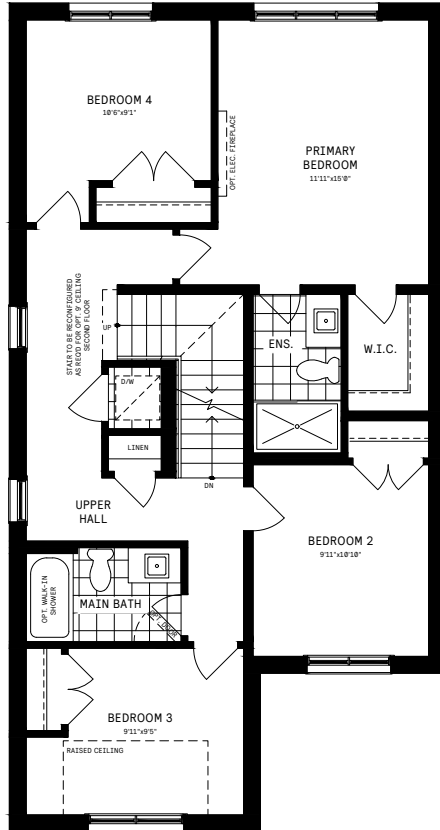 BEDROOM 4
10'6"x9'1"
OPT. ELEC. FIREPLACE
PRIMARY
BEDROOM
11'11"x15'0"
STAIR TO BE RECONFIGURED
AS REQ'D FOR OPT. 9' CEILING
SECOND FLOOR
UP
D/W
LINEN
DN
ENS.
W.I.C.
UPPER
HALL
BEDROOM 2
9'11"x10'10"
OPT. WALK-IN
SHOWER
MAIN BATH
OPT. DOOR
BEDROOM 3
9'11"x9'5"
RAISED CEILING